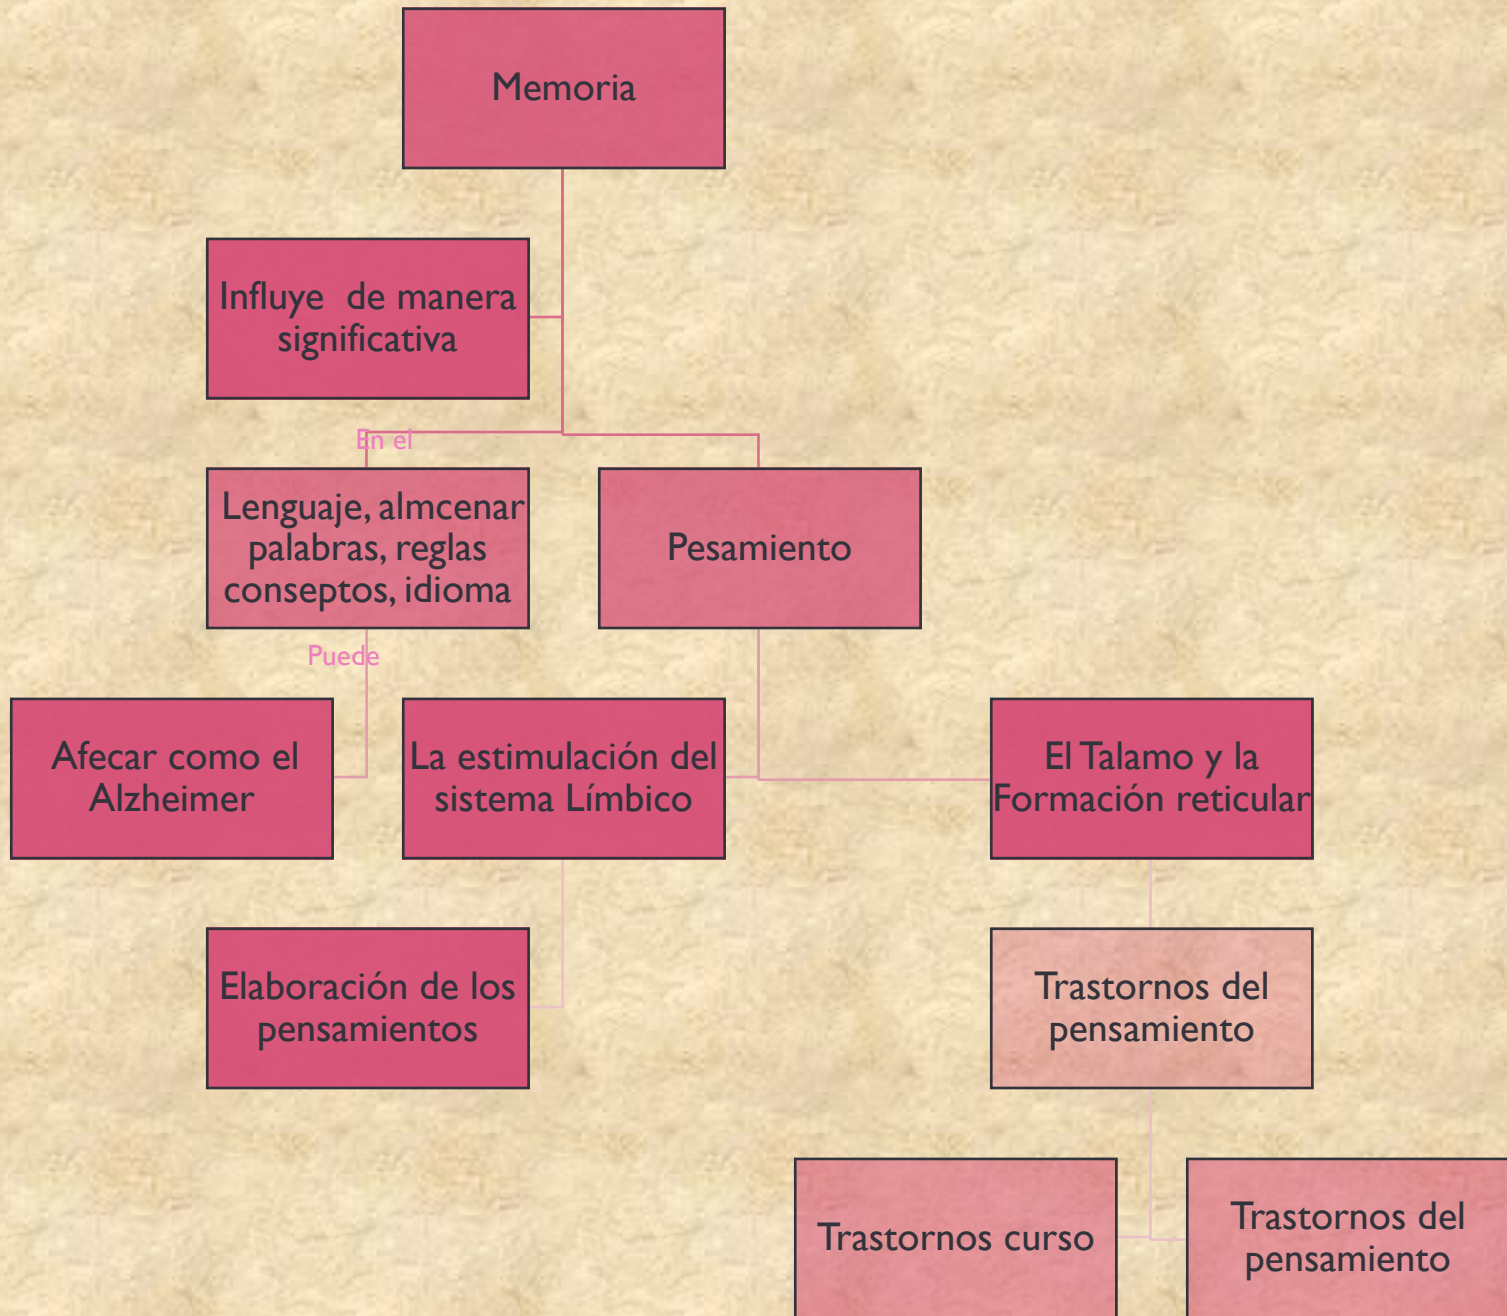 Memoria
Influye  de manera
significativa
En el
Lenguaje, almcenar
palabras, reglas
conseptos, idioma
Pesamiento
Puede
Afecar como el
Alzheimer
La estimulación del
sistema Límbico
El Talamo y la
Formación reticular
Elaboración de los
pensamientos
Trastornos del
pensamiento
Trastornos curso
Trastornos del
pensamiento